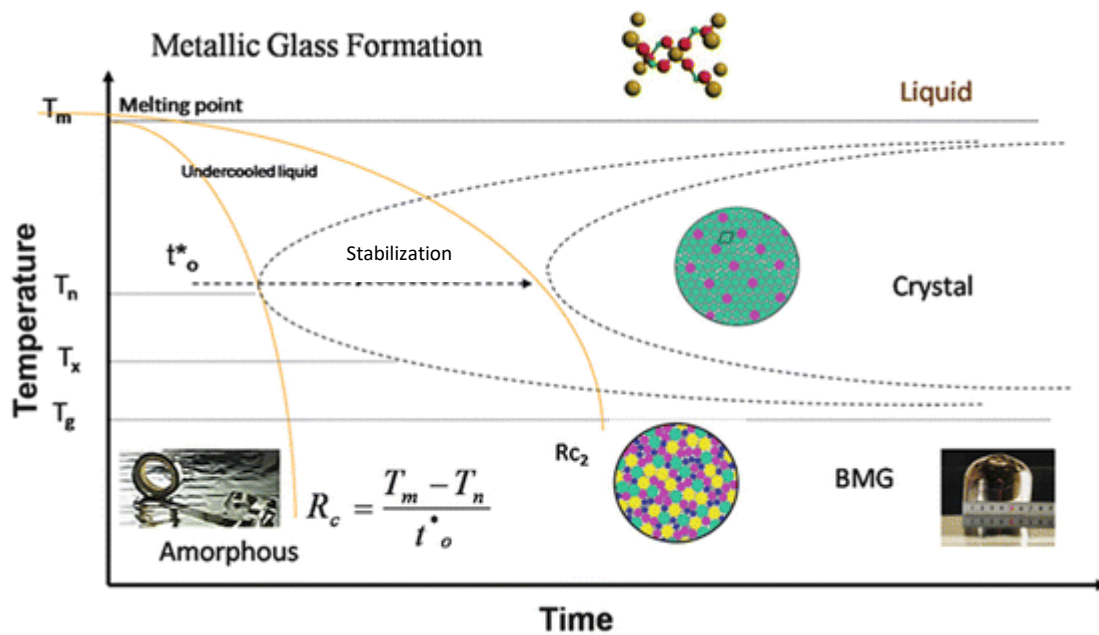 Metallic Glass Formation
Liquid
Tm
Melting point
Undercooled liquid
t*o
Stabilization
Tn
Crystal
Tx
Tg
Rc2
BMG
Rc = Tm − Tn / t*o
Amorphous
Temperature
Time